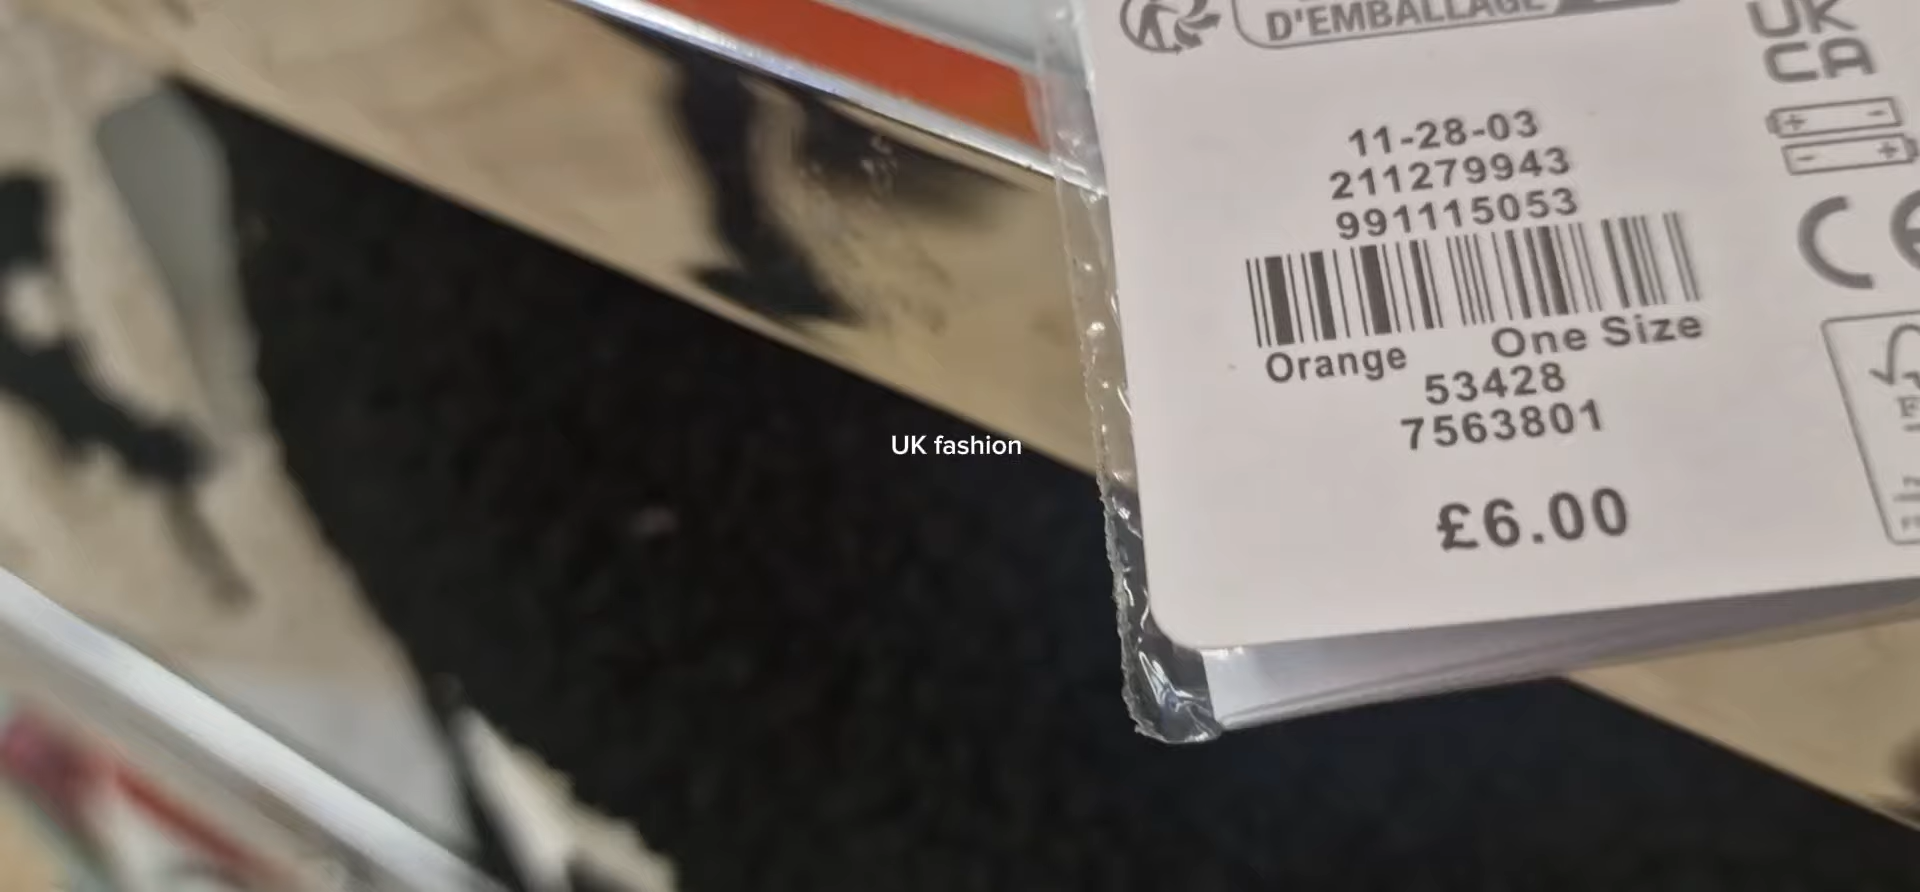 D'EMBALLAGE
UK
CA
11-28-03
211279943
991115053
Orange One Size
53428
7563801
£6.00
UK fashion